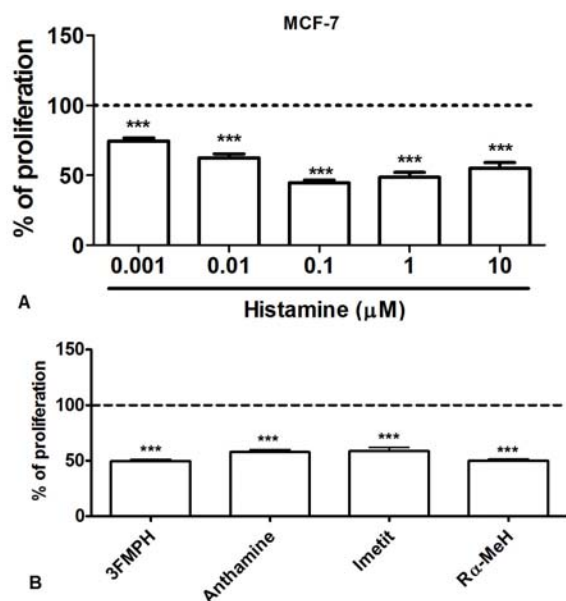 MCF-7
% of proliferation
150
100
50
0
*** *** *** *** ***
0.001 0.01 0.1 1 10
Histamine (μM)
A
% of proliferation
150
100
50
0
*** *** *** ***
3FMPH Anthamine Imetit Rα-MeH
B